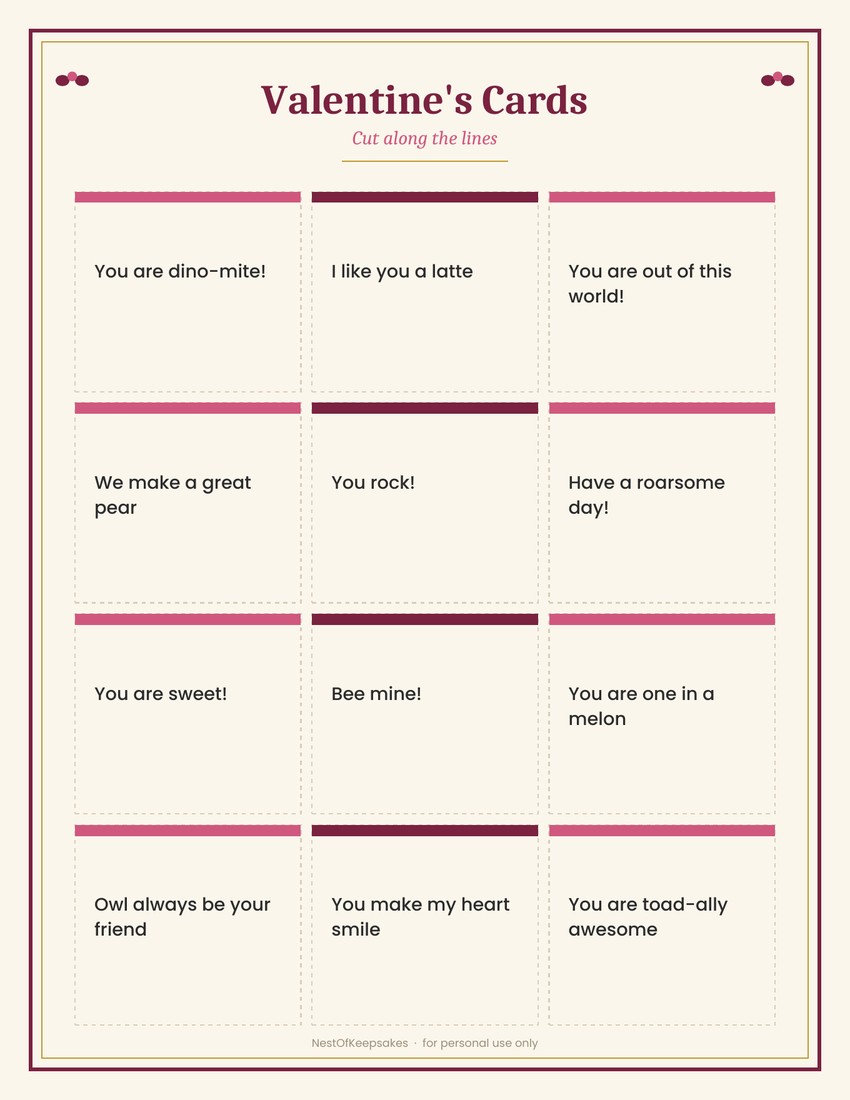 Valentine's Cards
Cut along the lines
You are dino-mite!
I like you a latte
You are out of this
world!
We make a great
pear
You rock!
Have a roarsome
day!
You are sweet!
Bee mine!
You are one in a
melon
Owl always be your
friend
You make my heart
smile
You are toad-ally
awesome
NestOfKeepsakes · for personal use only